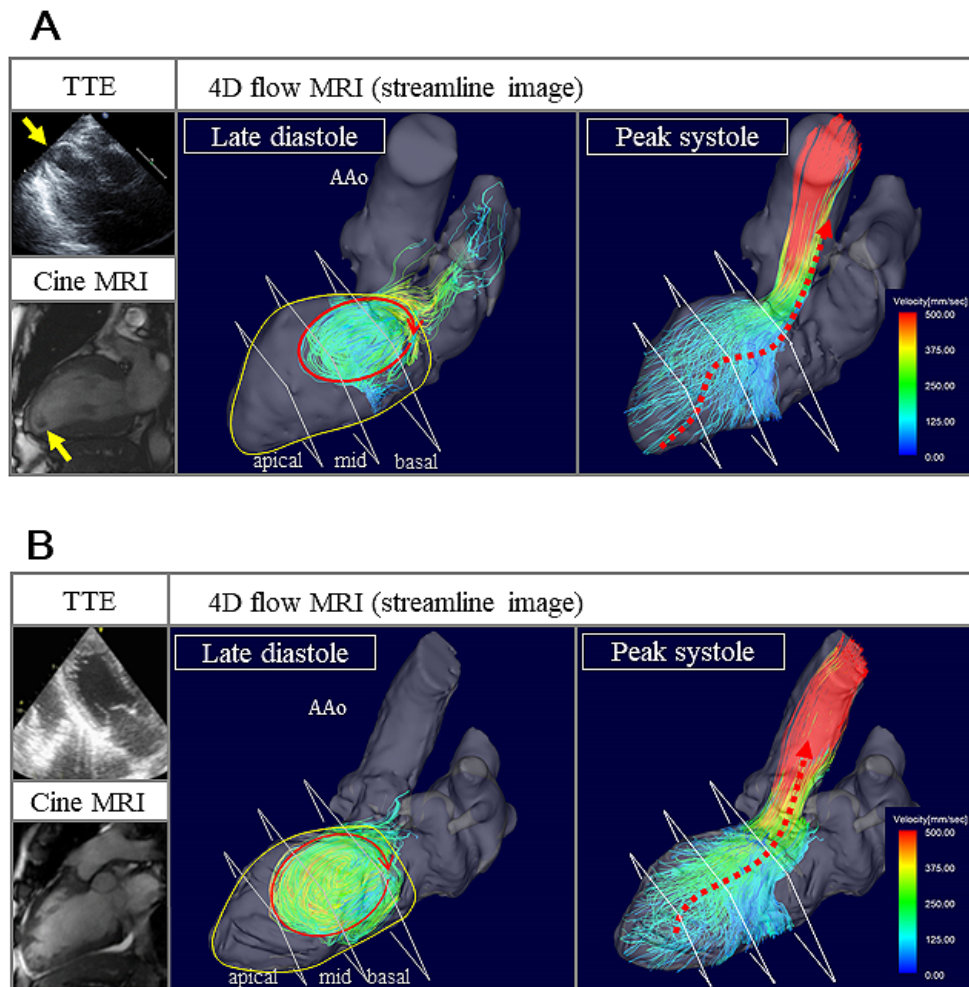 A
TTE
4D flow MRI (streamline image)
Late diastole
AAo
Peak systole
Cine MRI
Velocity[mm/sec]
500.00
375.00
250.00
125.00
0.00
apical
mid
basal
B
TTE
4D flow MRI (streamline image)
Late diastole
AAo
Peak systole
Cine MRI
Velocity[mm/sec]
500.00
375.00
250.00
125.00
0.00
apical
mid
basal